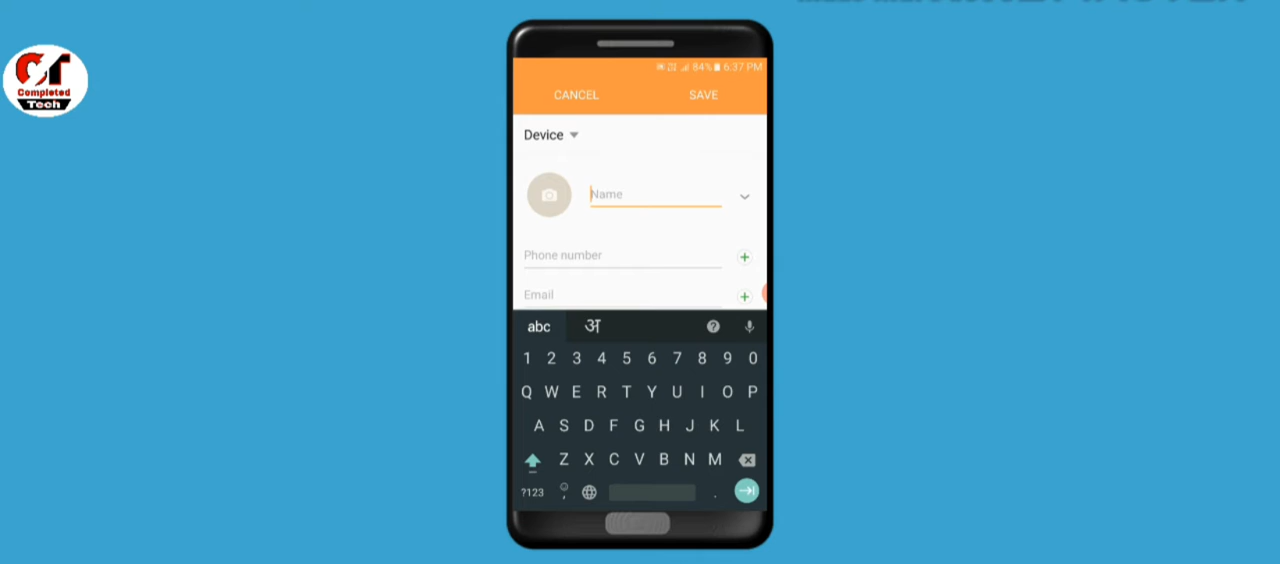 CT
Completed
Tech
84% 6:37 PM
CANCEL SAVE
Device
Name
Phone number
Email
abc अ
1 2 3 4 5 6 7 8 9 0
Q W E R T Y U I O P
A S D F G H J K L
Z X C V B N M
?123 , .